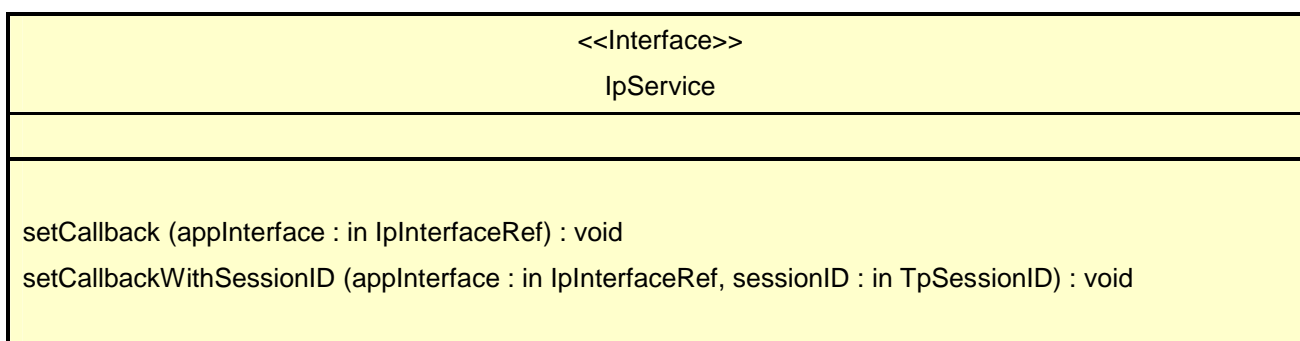 <<Interface>>
IpService
setCallback (appInterface : in IpInterfaceRef) : void
setCallbackWithSessionID (appInterface : in IpInterfaceRef, sessionID : in TpSessionID) : void